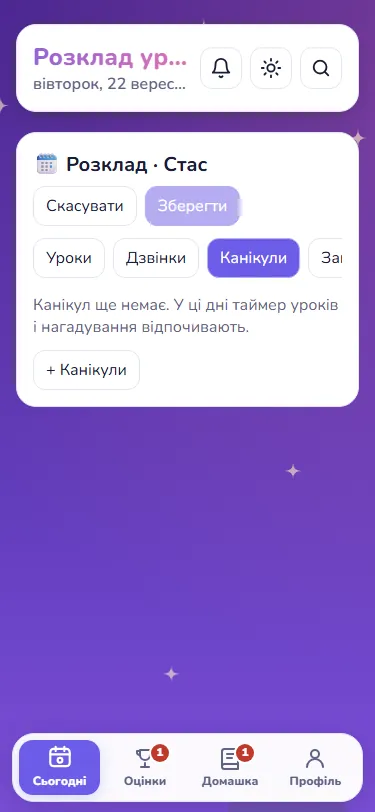 Розклад ур...
вівторок, 22 верес...
Розклад · Стас
Скасувати
Зберегти
Уроки
Дзвінки
Канікули
Канікул ще немає. У ці дні таймер уроків
і нагадування відпочивають.
+ Канікули
Сьогодні
1
Оцінки
1
Домашка
Профіль